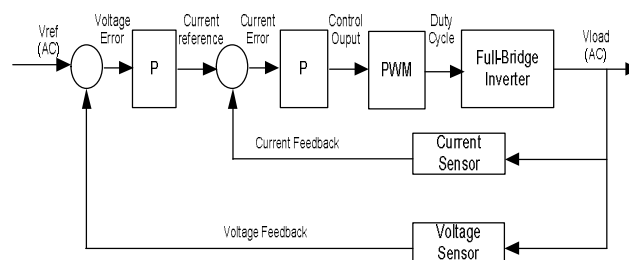 Vref
(AC)
Voltage
Error
P
Current
reference
Current
Error
P
Control
Ouput
PWM
Duty
Cycle
Full-Bridge
Inverter
Vload
(AC)
Current Feedback
Current
Sensor
Voltage Feedback
Voltage
Sensor